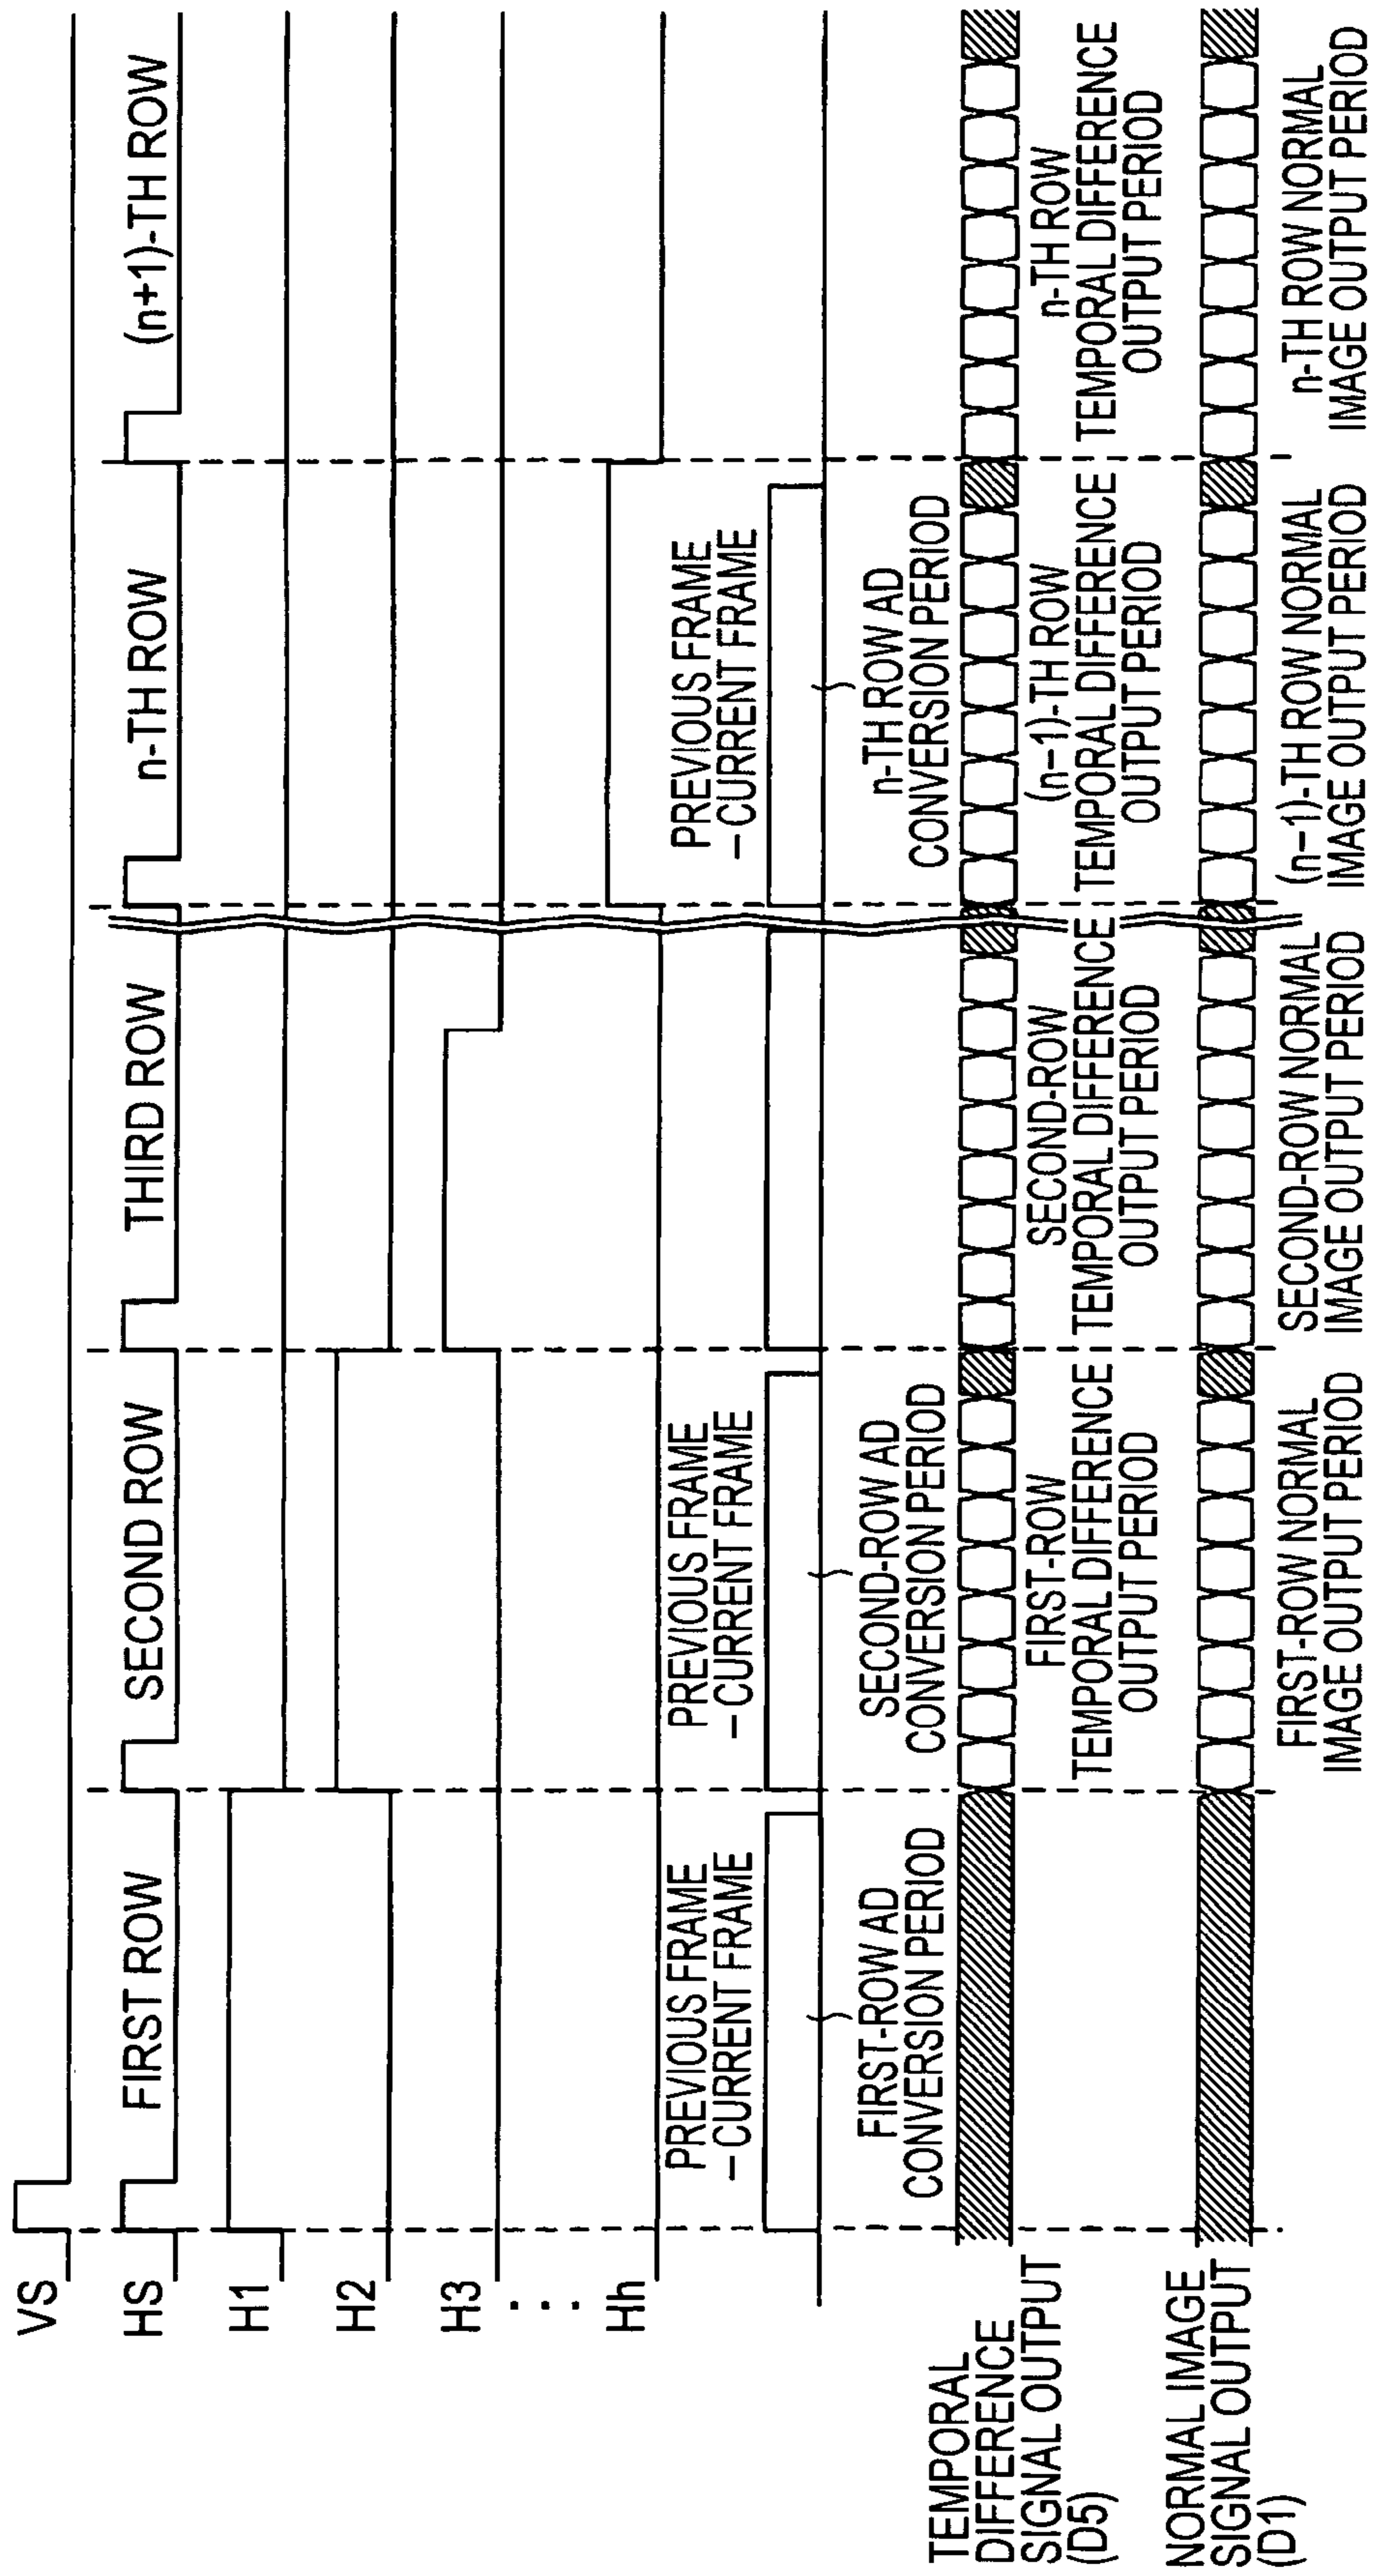 VS
HS
FIRST ROW
SECOND ROW
THIRD ROW
n-TH ROW
(n+1)-TH ROW
H1
H2
H3
...
Hh
PREVIOUS FRAME
–CURRENT FRAME
PREVIOUS FRAME
–CURRENT FRAME
PREVIOUS FRAME
–CURRENT FRAME
FIRST-ROW AD
CONVERSION PERIOD
SECOND-ROW AD
CONVERSION PERIOD
n-TH ROW AD
CONVERSION PERIOD
TEMPORAL
DIFFERENCE
SIGNAL OUTPUT
(D5)
FIRST-ROW
TEMPORAL DIFFERENCE
OUTPUT PERIOD
SECOND-ROW
TEMPORAL DIFFERENCE
OUTPUT PERIOD
(n–1)-TH ROW
TEMPORAL DIFFERENCE
OUTPUT PERIOD
n-TH ROW
TEMPORAL DIFFERENCE
OUTPUT PERIOD
NORMAL IMAGE
SIGNAL OUTPUT
(D1)
FIRST-ROW NORMAL
IMAGE OUTPUT PERIOD
SECOND-ROW NORMAL
IMAGE OUTPUT PERIOD
(n–1)-TH ROW NORMAL
IMAGE OUTPUT PERIOD
n-TH ROW NORMAL
IMAGE OUTPUT PERIOD